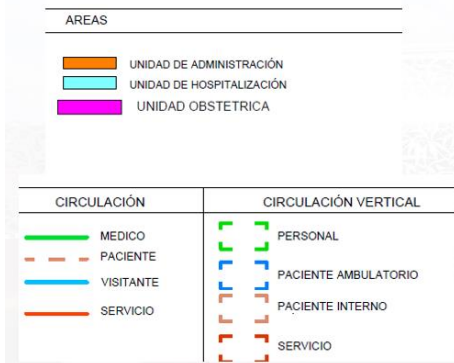 AREAS
UNIDAD DE ADMINISTRACIÓN
UNIDAD DE HOSPITALIZACIÓN
UNIDAD OBSTETRICA
CIRCULACIÓN
MEDICO
PACIENTE
VISITANTE
SERVICIO
CIRCULACIÓN VERTICAL
PERSONAL
PACIENTE AMBULATORIO
PACIENTE INTERNO
SERVICIO